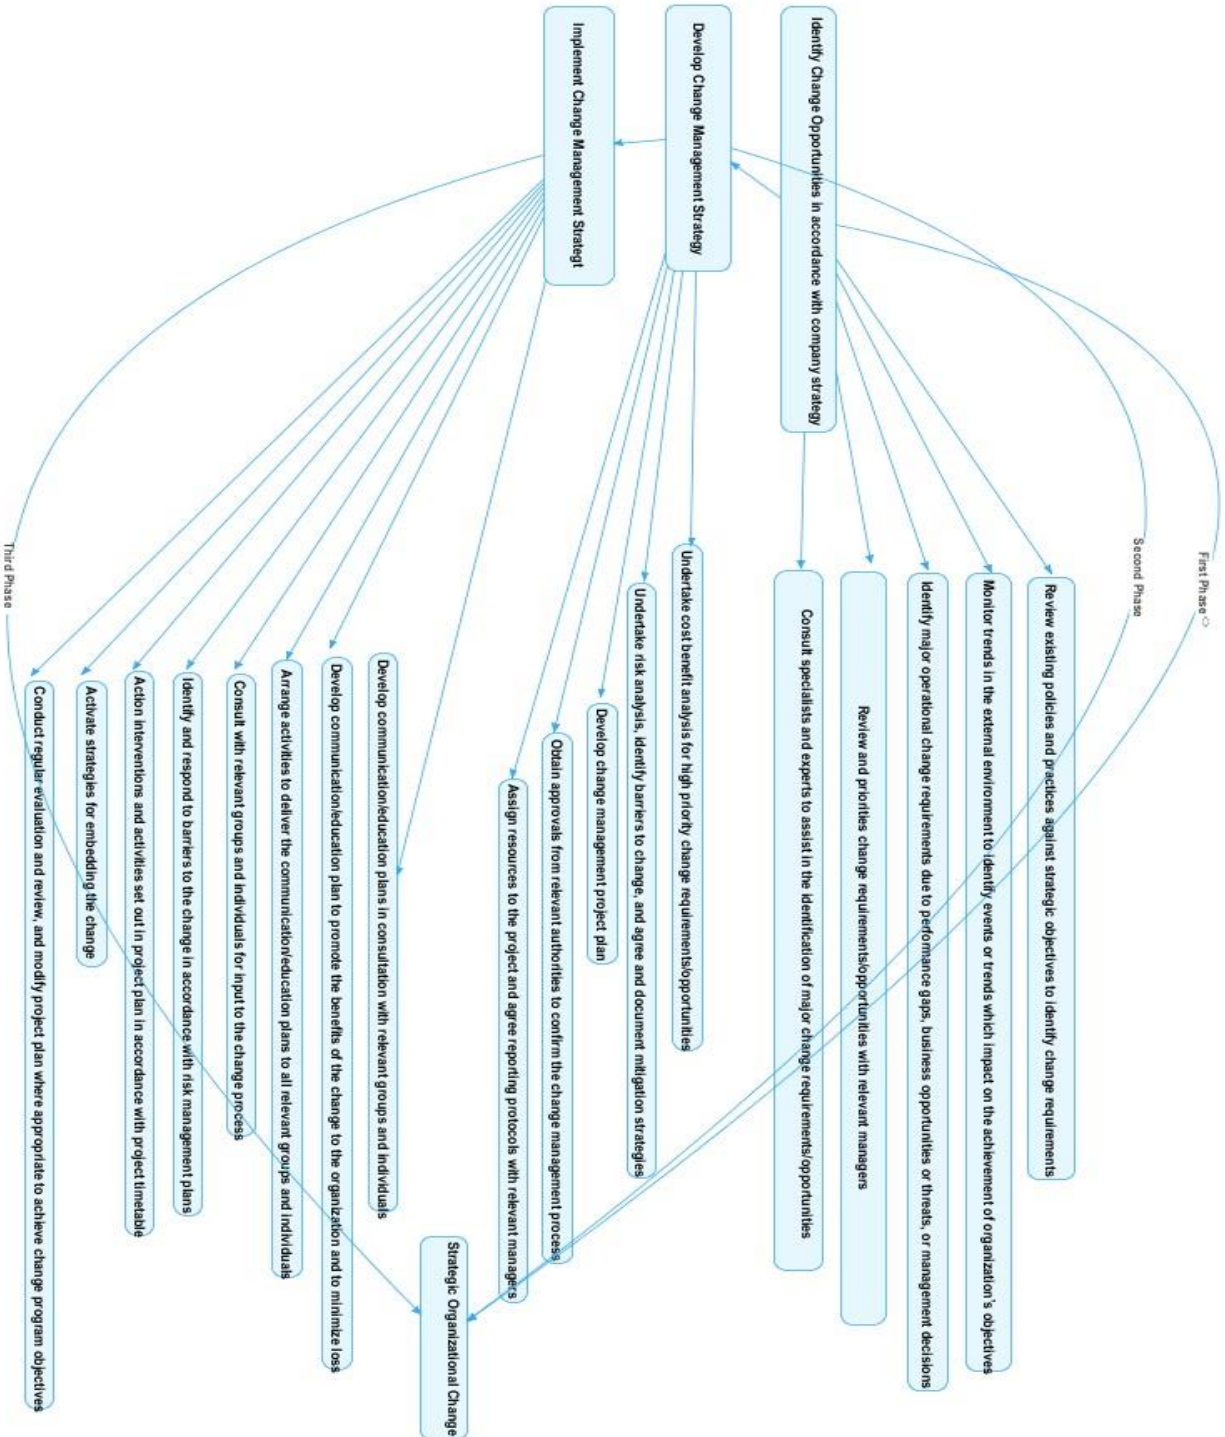 Identify Change Opportunities in accordance with company strategy
Develop Change Management Strategy
Implement Change Management Strategt
First Phase <>
Second Phase
Third Phase
Review existing policies and practices against strategic objectives to identify change requirements
Monitor trends in the external environment to identify events or trends which impact on the achievement of organization's objectives
Identify major operational change requirements due to performance gaps, business opportunities or threats, or management decisions
Review and priorities change requirements/opportunities with relevant managers
Consult specialists and experts to assist in the identification of major change requirements/opportunities
Undertake cost benefit analysis for high priority change requirements/opportunities
Undertake risk analysis, identify barriers to change, and agree and document mitigation strategies
Develop change management project plan
Obtain approvals from relevant authorities to confirm the change management process
Assign resources to the project and agree reporting protocols with relevant managers
Develop communication/education plans in consultation with relevant groups and individuals
Develop communication/education plan to promote the benefits of the change to the organization and to minimize loss
Arrange activities to deliver the communication/education plans to all relevant groups and individuals
Consult with relevant groups and individuals for input to the change process
Identify and respond to barriers to the change in accordance with risk management plans
Action interventions and activities set out in project plan in accordance with project timetable
Activate strategies for embedding the change
Conduct regular evaluation and review, and modify project plan where appropriate to achieve change program objectives
Strategic Organizational Change